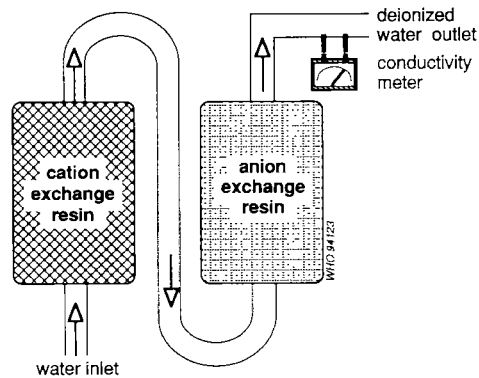 deionized
water outlet
conductivity
meter
cation
exchange
resin
anion
exchange
resin
WHO 94123
water inlet